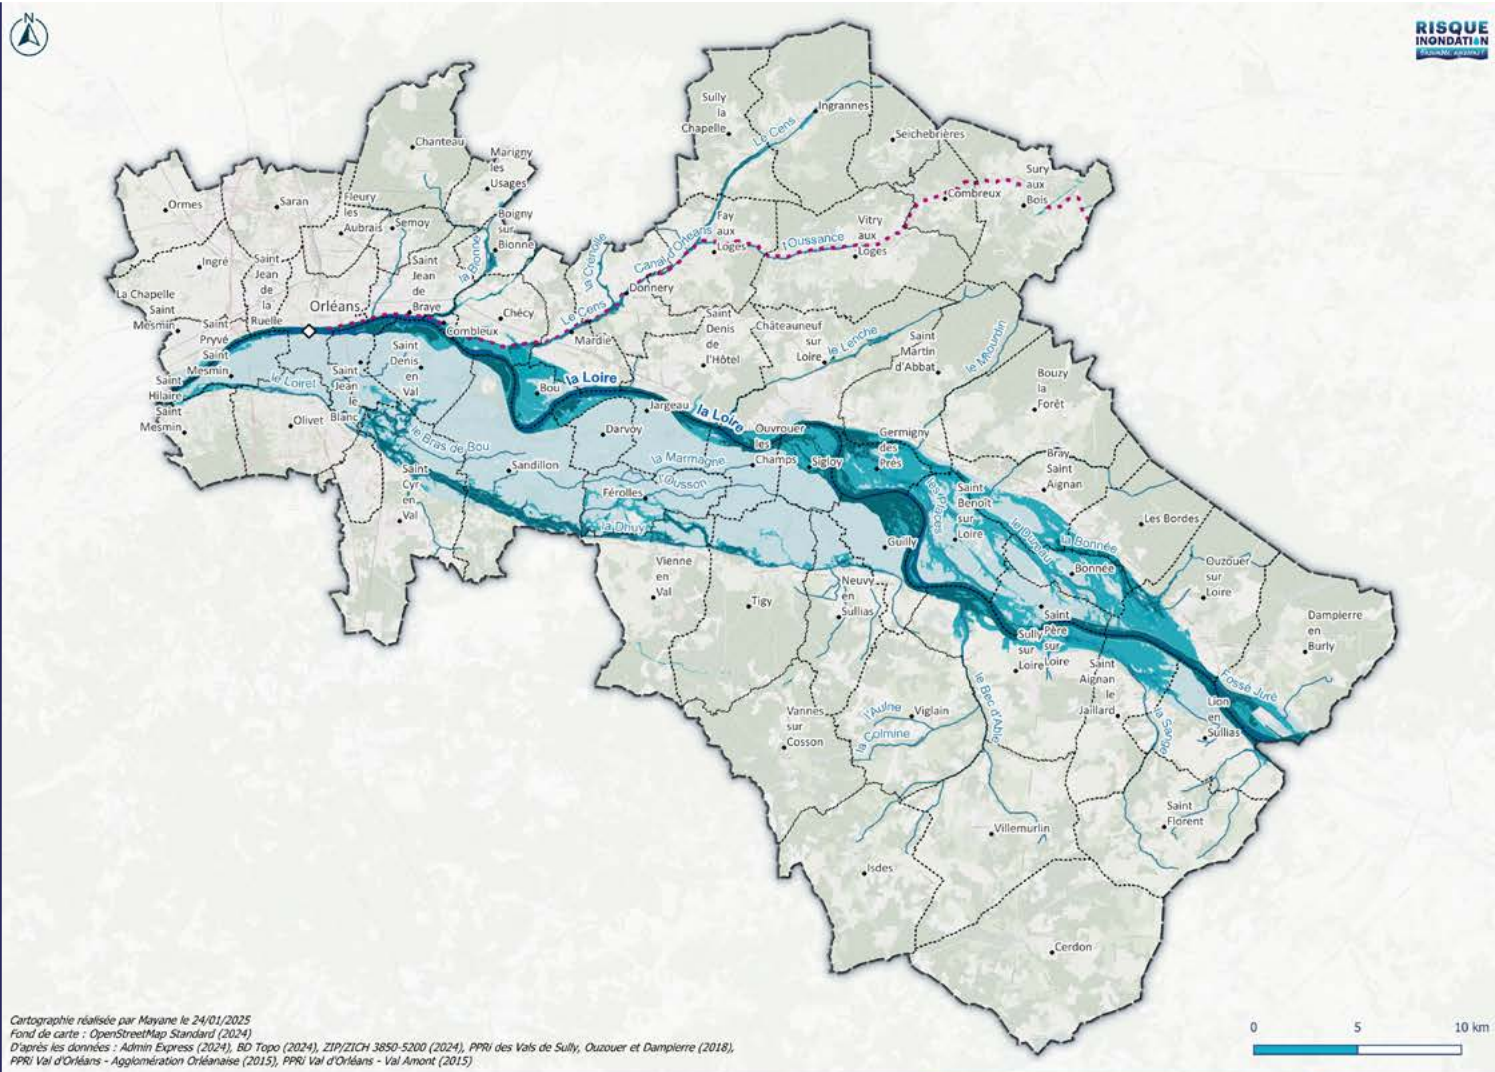 N
RISQUE
INONDATION
Sully
la
Chapelle
Ingrannes
Le Cens
Seichebrières
Chanteau
Marigny
les
Usages
Sury
aux
Bois
Combreux
Ormes
Saran
Fleury
les
Aubrais
Semoy
Boigny
sur
Bionne
Fay
aux
Loges
Vitry
aux
Loges
l'Oussance
Canal d'Orléans
la Bionne
Ingré
Saint
Jean
de la
Ruelle
Saint
Jean
de
Braye
Donnery
Le Cens
La Chapelle
Saint
Mesmin
Orléans
Chécy
Combleux
Mardié
Saint
Denis
de
l'Hôtel
Châteauneuf
sur
Loire
le Lenche
Saint
Martin
d'Abbat
le Mourdin
Saint
Pryvé
Saint
Mesmin
Saint
Hilaire
Saint
Mesmin
le Loiret
Saint
Jean
le
Blanc
Saint
Denis
en
Val
Bou
la Loire
Bouzy
la
Forêt
Olivet
Jargeau
la Loire
Darvoy
Ouvrouer
les
Champs
Germigny
des
Prés
Sigloy
le Bras de Bou
Sandillon
la Marmagne
l'Ousson
Férolles
Bray
Saint
Aignan
Saint
Cyr
en
Val
Saint
Benoît
sur
Loire
Les Bordes
la Dhuy
Guilly
la Bonnée
Bonnée
Ouzouer
sur
Loire
Vienne
en
Val
Tigy
Neuvy
en
Sullias
Saint
Père
sur
Loire
Sully
sur
Loire
Dampierre
en
Burly
Saint
Aignan
le
Jaillard
Fossé Juré
Lion
en
Sullias
le Bec d'Able
la Sange
Vannes
sur
Cosson
l'Aulne
Viglain
la Colmine
Saint
Florent
Villemurlin
Isdes
Cerdon
Cartographie réalisée par Mayane le 24/01/2025
Fond de carte : OpenStreetMap Standard (2024)
D'après les données : Admin Express (2024), BD Topo (2024), ZIP/ZICH 3850-5200 (2024), PPRi des Vals de Sully, Ouzouer et Dampierre (2018),
PPRi Val d'Orléans - Agglomération Orléanaise (2015), PPRi Val d'Orléans - Val Amont (2015)
0 5 10 km